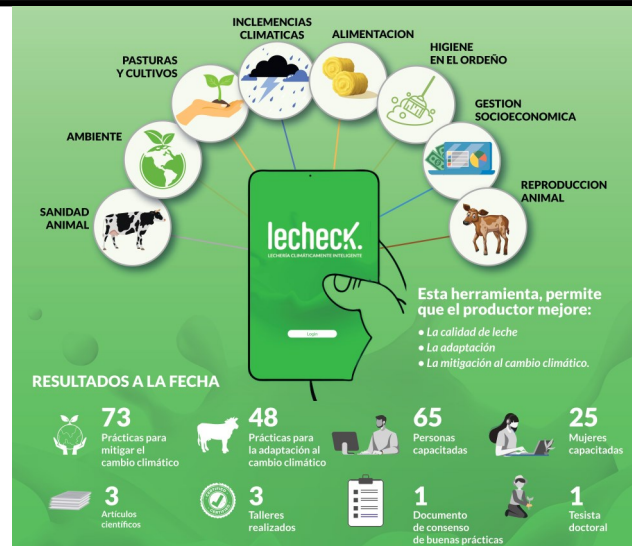 INCLEMENCIAS
CLIMATICAS
ALIMENTACION
HIGIENE
EN EL ORDEÑO
PASTURAS
Y CULTIVOS
GESTION
SOCIOECONOMICA
AMBIENTE
REPRODUCCION
ANIMAL
SANIDAD
ANIMAL
lecheck.
LECHERÍA CLIMÁTICAMENTE INTELIGENTE
Login
Esta herramienta, permite
que el productor mejore:
• La calidad de leche
• La adaptación
• La mitigación al cambio climático.
RESULTADOS A LA FECHA
73
Prácticas para
mitigar el
cambio climático
48
Prácticas para
la adaptación al
cambio climático
65
Personas
capacitadas
25
Mujeres
capacitadas
3
Artículos
científicos
CERTIFIED
3
Talleres
realizados
1
Documento
de consenso
de buenas prácticas
1
Tesista
doctoral